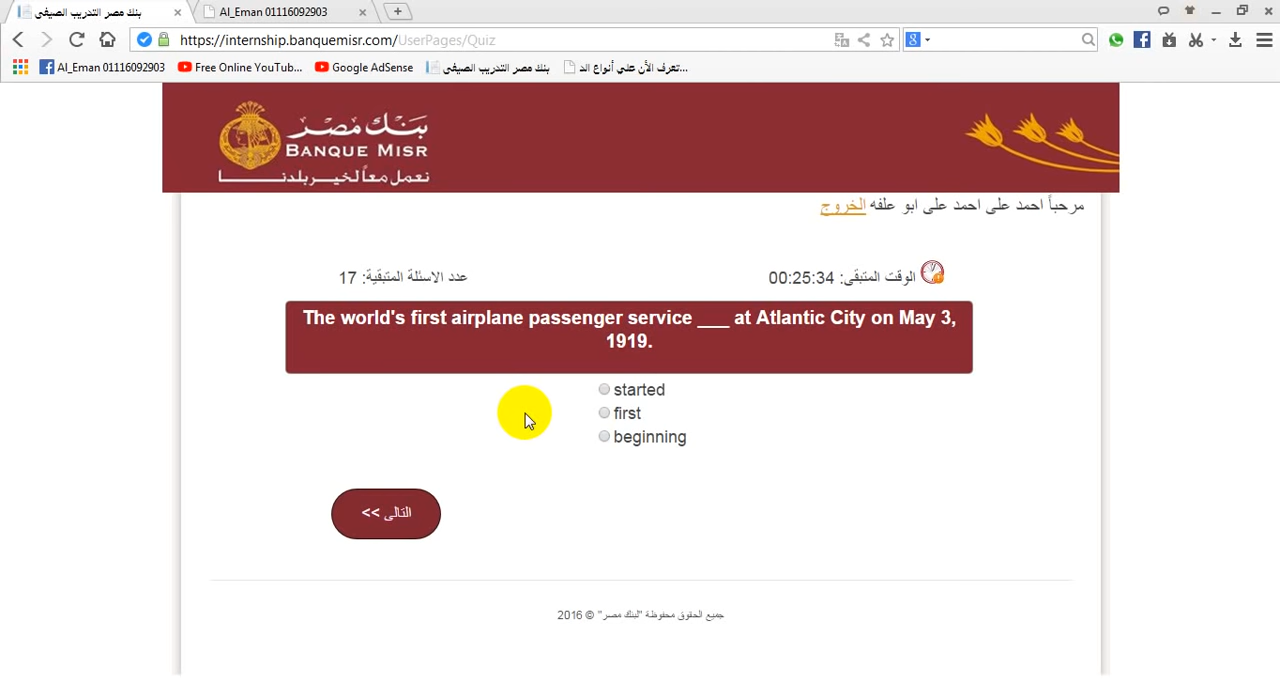 بنك مصر التدريب الصيفى
Al_Eman 01116092903
https://internship.banquemisr.com/UserPages/Quiz
Al_Eman 01116092903
Free Online YouTub...
Google AdSense
بنك مصر التدريب الصيفى
تعرف الأن علي أنواع الد...
بنك مصر
BANQUE MISR
نعمل معاً لخير بلدنا
مرحباً احمد على احمد على ابو علفه الخروج
الوقت المتبقى: 00:25:34
عدد الاسئلة المتبقية: 17
The world's first airplane passenger service ___ at Atlantic City on May 3,
1919.
started
first
beginning
التالى >>
جميع الحقوق محفوظة "لبنك مصر" © 2016